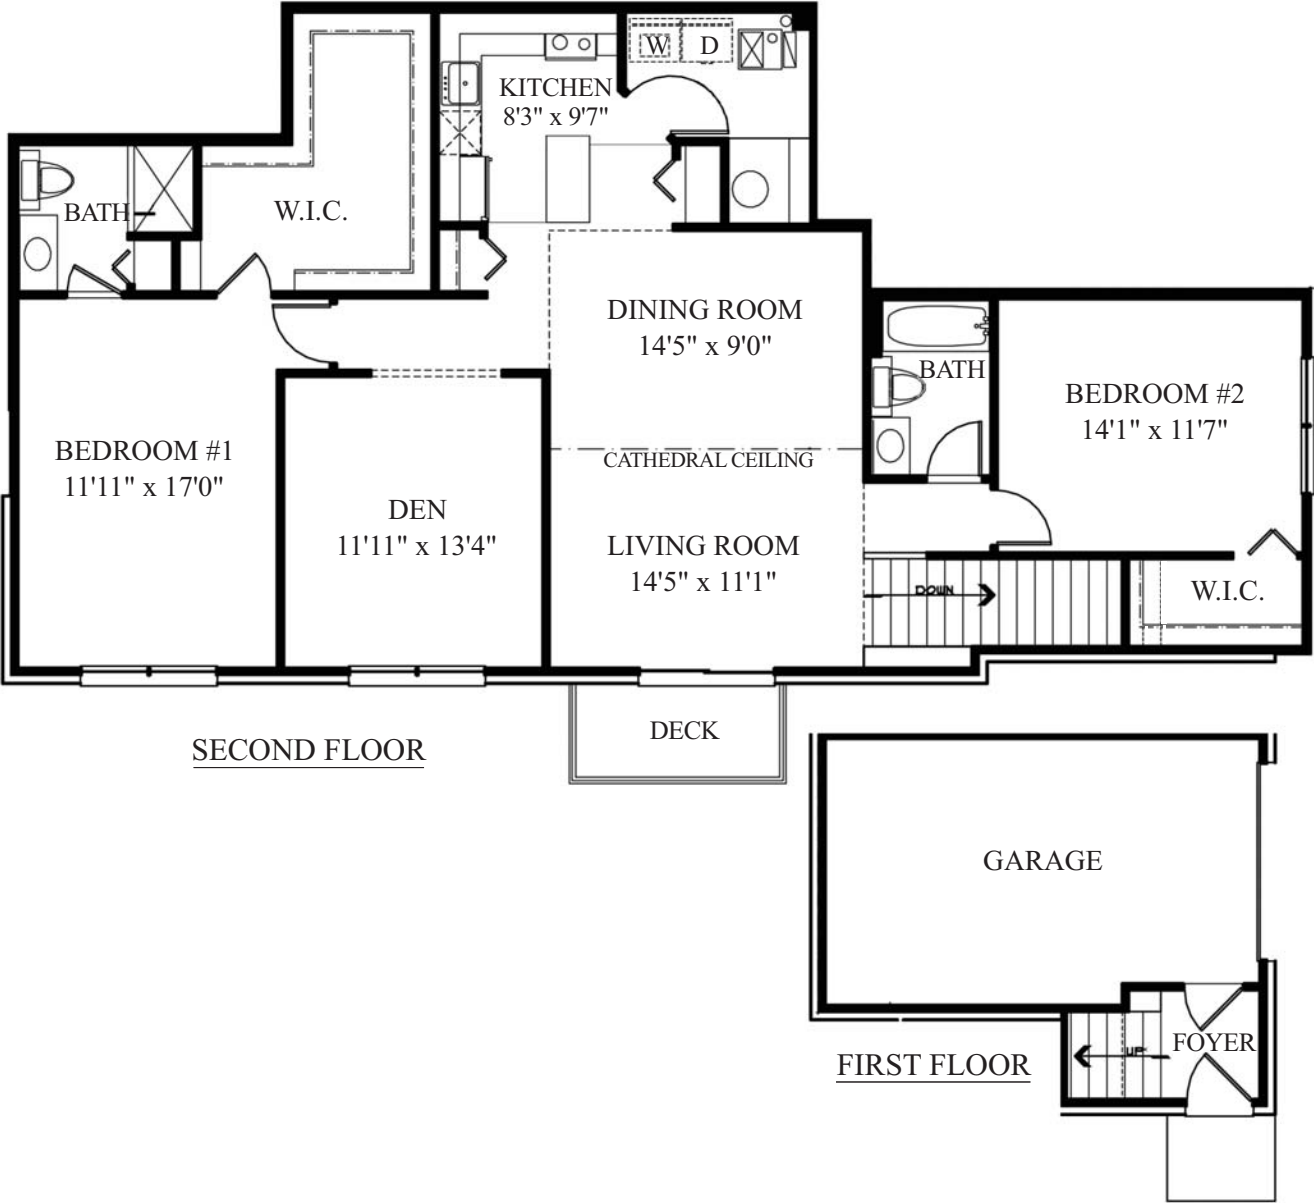 W
D
KITCHEN
8'3" x 9'7"
BATH
W.I.C.
DINING ROOM
14'5" x 9'0"
BATH
BEDROOM #2
14'1" x 11'7"
BEDROOM #1
11'11" x 17'0"
CATHEDRAL CEILING
DEN
11'11" x 13'4"
LIVING ROOM
14'5" x 11'1"
DOWN
W.I.C.
DECK
SECOND FLOOR
GARAGE
FOYER
UP
FIRST FLOOR